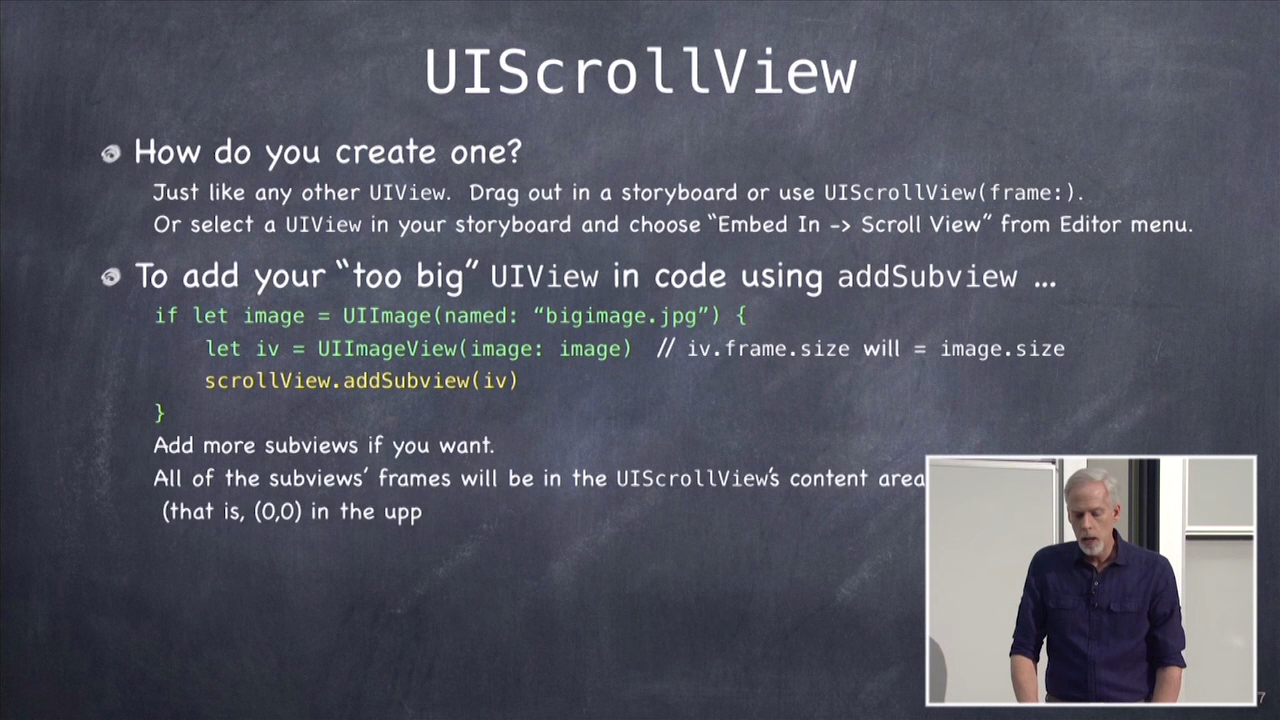 UIScrollView
How do you create one?
Just like any other UIView. Drag out in a storyboard or use UIScrollView(frame:).
Or select a UIView in your storyboard and choose “Embed In -> Scroll View” from Editor menu.
To add your “too big” UIView in code using addSubview …
if let image = UIImage(named: “bigimage.jpg”) {
let iv = UIImageView(image: image) // iv.frame.size will = image.size
scrollView.addSubview(iv)
}
Add more subviews if you want.
All of the subviews’ frames will be in the UIScrollView’s content area
(that is, (0,0) in the upp
7